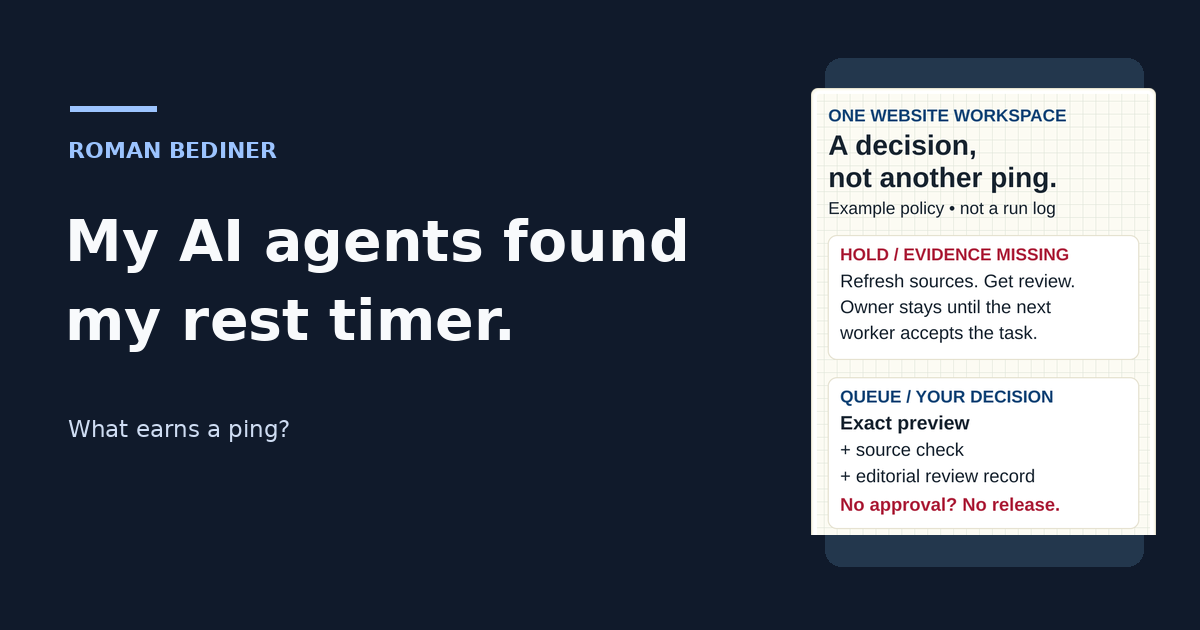 ROMAN BEDINER
My AI agents found
my rest timer.
What earns a ping?
ONE WEBSITE WORKSPACE
A decision,
not another ping.
Example policy • not a run log
HOLD / EVIDENCE MISSING
Refresh sources. Get review.
Owner stays until the next
worker accepts the task.
QUEUE / YOUR DECISION
Exact preview
+ source check
+ editorial review record
No approval? No release.